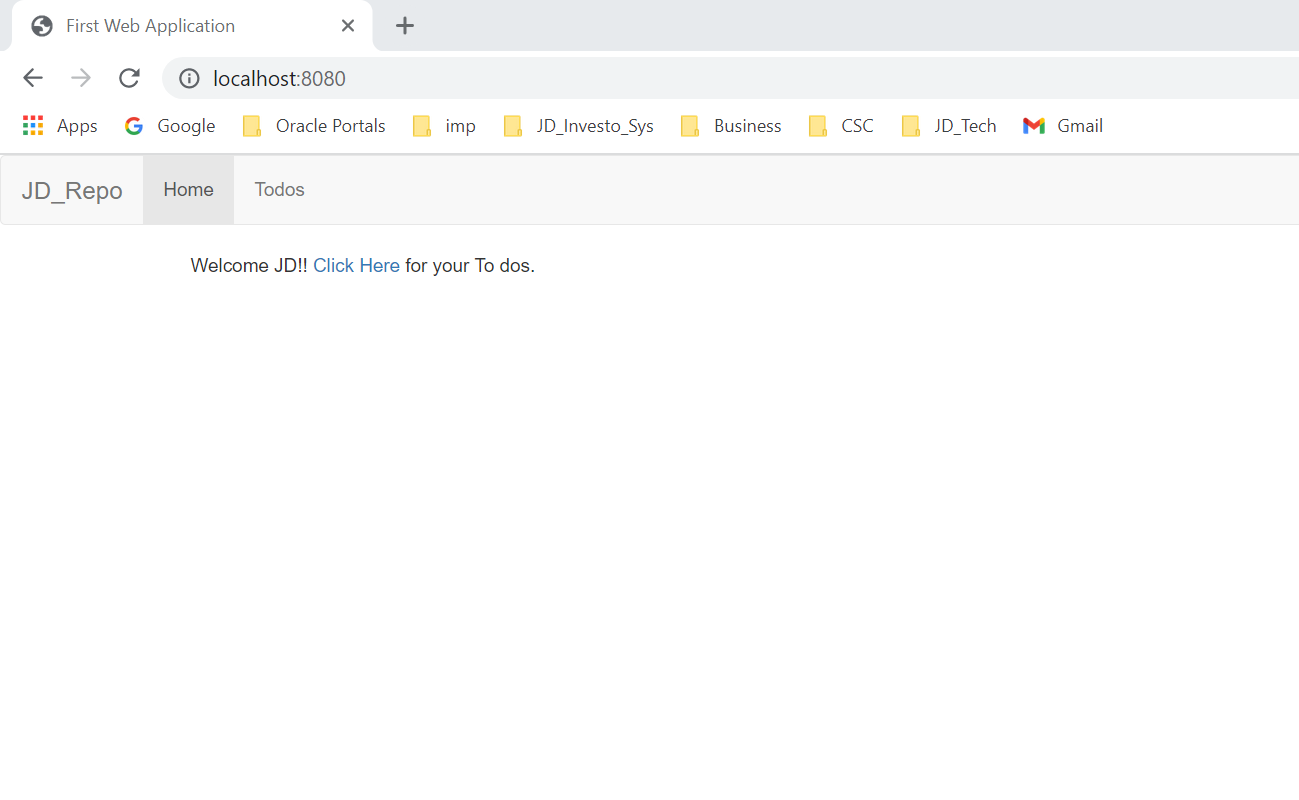 First Web Application
localhost:8080
Apps Google Oracle Portals imp JD_Investo_Sys Business CSC JD_Tech Gmail
JD_Repo Home Todos
Welcome JD!! Click Here for your To dos.